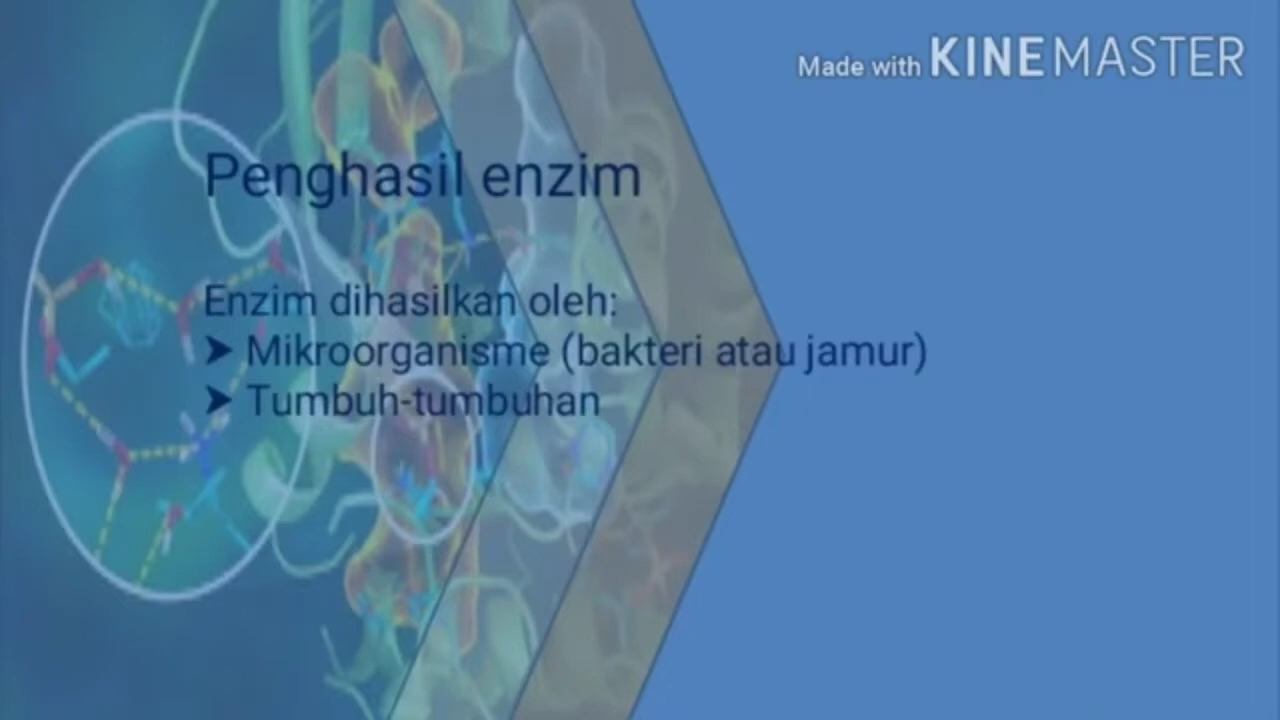 Made with KINEMASTER
Penghasil enzim
Enzim dihasilkan oleh:
➤ Mikroorganisme (bakteri atau jamur)
➤ Tumbuh-tumbuhan